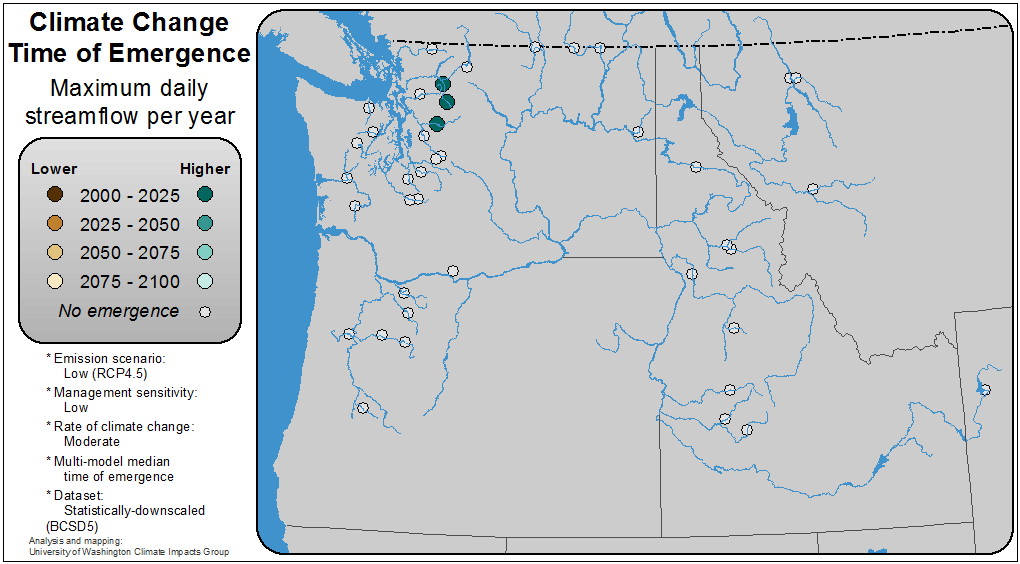 Climate Change
Time of Emergence
Maximum daily
streamflow per year
Lower Higher
2000 - 2025
2025 - 2050
2050 - 2075
2075 - 2100
No emergence
* Emission scenario:
Low (RCP4.5)
* Management sensitivity:
Low
* Rate of climate change:
Moderate
* Multi-model median
time of emergence
* Dataset:
Statistically-downscaled
(BCSD5)
Analysis and mapping:
University of Washington Climate Impacts Group